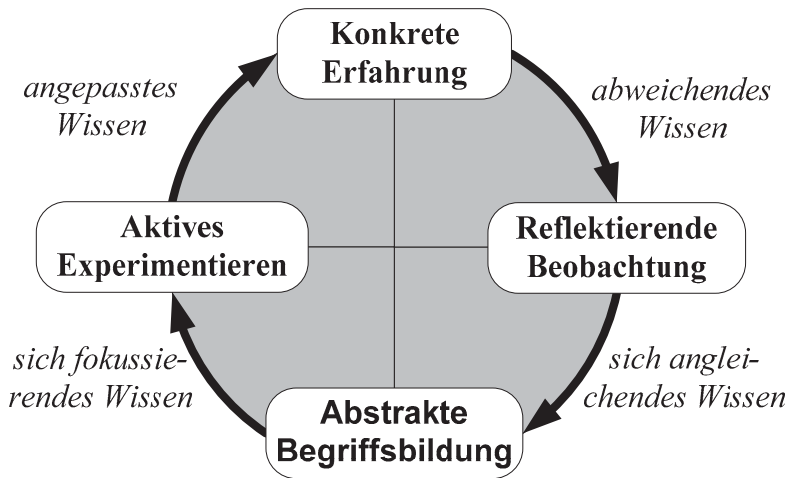 Konkrete
Erfahrung
angepasstes
Wissen
abweichendes
Wissen
Aktives
Experimentieren
Reflektierende
Beobachtung
sich fokussie-
rendes Wissen
sich anglei-
chendes Wissen
Abstrakte
Begriffsbildung